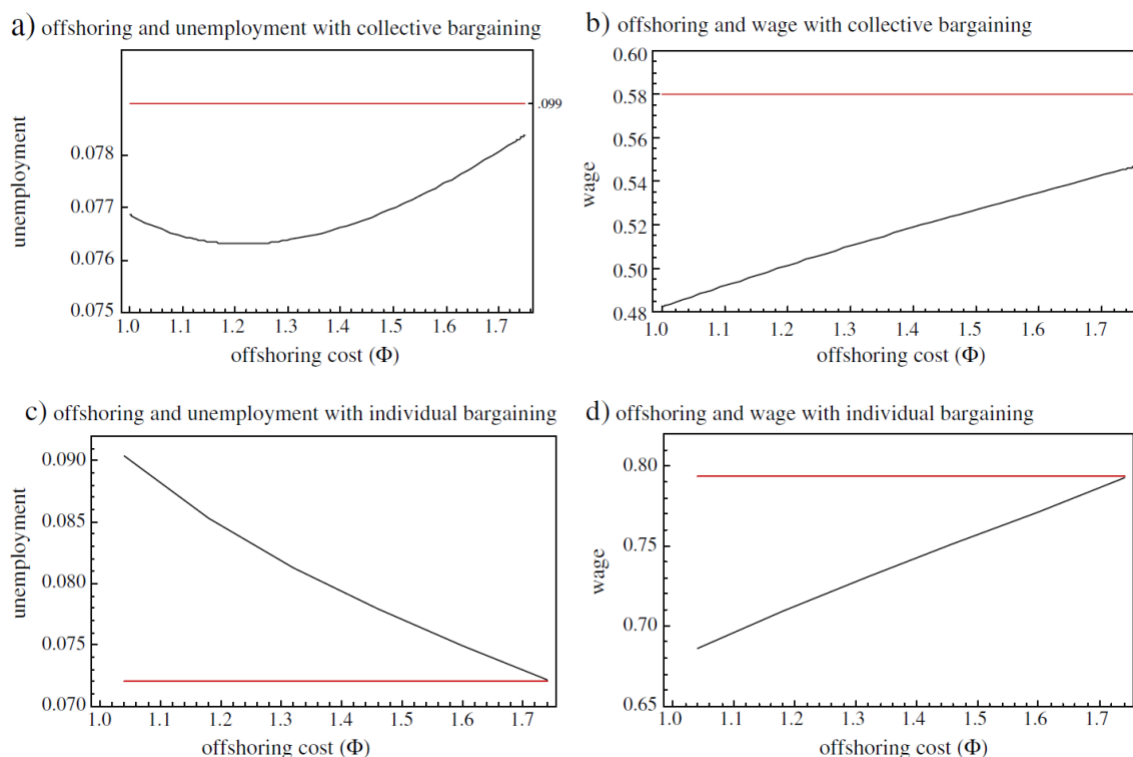 a) offshoring and unemployment with collective bargaining
unemployment
0.078
0.077
0.076
0.075
.099
1.0 1.1 1.2 1.3 1.4 1.5 1.6 1.7
offshoring cost (Φ)
b) offshoring and wage with collective bargaining
wage
0.60
0.58
0.56
0.54
0.52
0.50
0.48
1.0 1.1 1.2 1.3 1.4 1.5 1.6 1.7
offshoring cost (Φ)
c) offshoring and unemployment with individual bargaining
unemployment
0.090
0.085
0.080
0.075
0.070
1.0 1.1 1.2 1.3 1.4 1.5 1.6 1.7
offshoring cost (Φ)
d) offshoring and wage with individual bargaining
wage
0.80
0.75
0.70
0.65
1.0 1.1 1.2 1.3 1.4 1.5 1.6 1.7
offshoring cost (Φ)